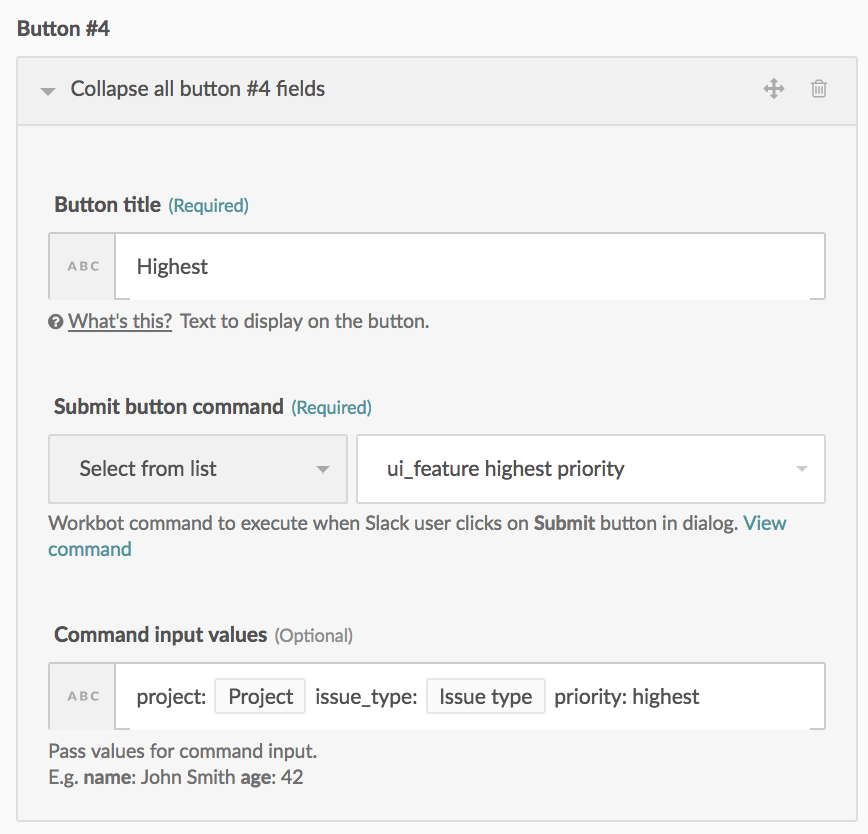 Button #4
Collapse all button #4 fields
Button title (Required)
ABC Highest
What's this? Text to display on the button.
Submit button command (Required)
Select from list ui_feature highest priority
Workbot command to execute when Slack user clicks on Submit button in dialog. View
command
Command input values (Optional)
ABC project: Project issue_type: Issue type priority: highest
Pass values for command input.
E.g. name: John Smith age: 42